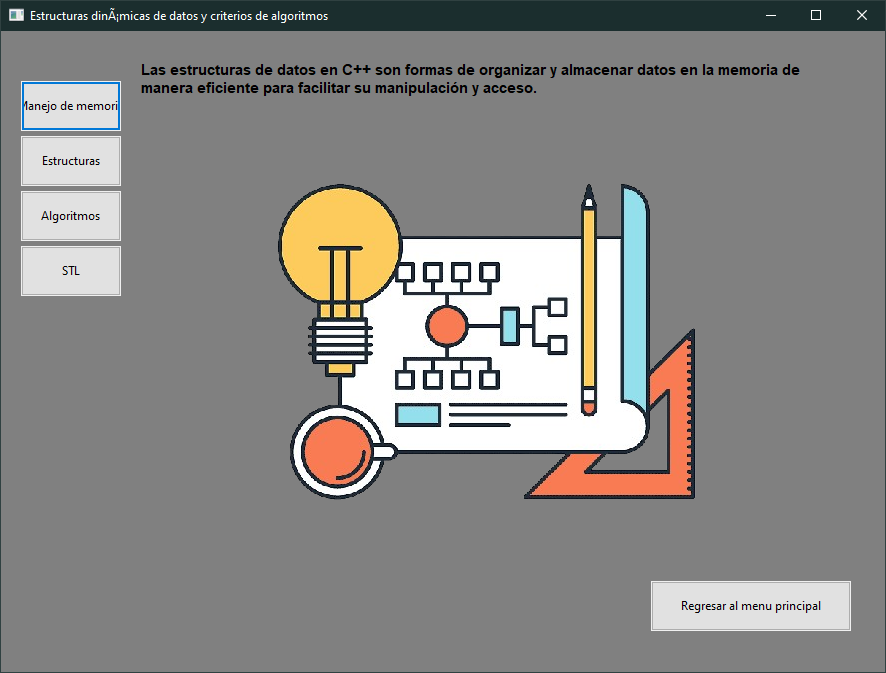 Estructuras dinÃ¡micas de datos y criterios de algoritmos
Las estructuras de datos en C++ son formas de organizar y almacenar datos en la memoria de
manera eficiente para facilitar su manipulación y acceso.
Manejo de memori
Estructuras
Algoritmos
STL
Regresar al menu principal